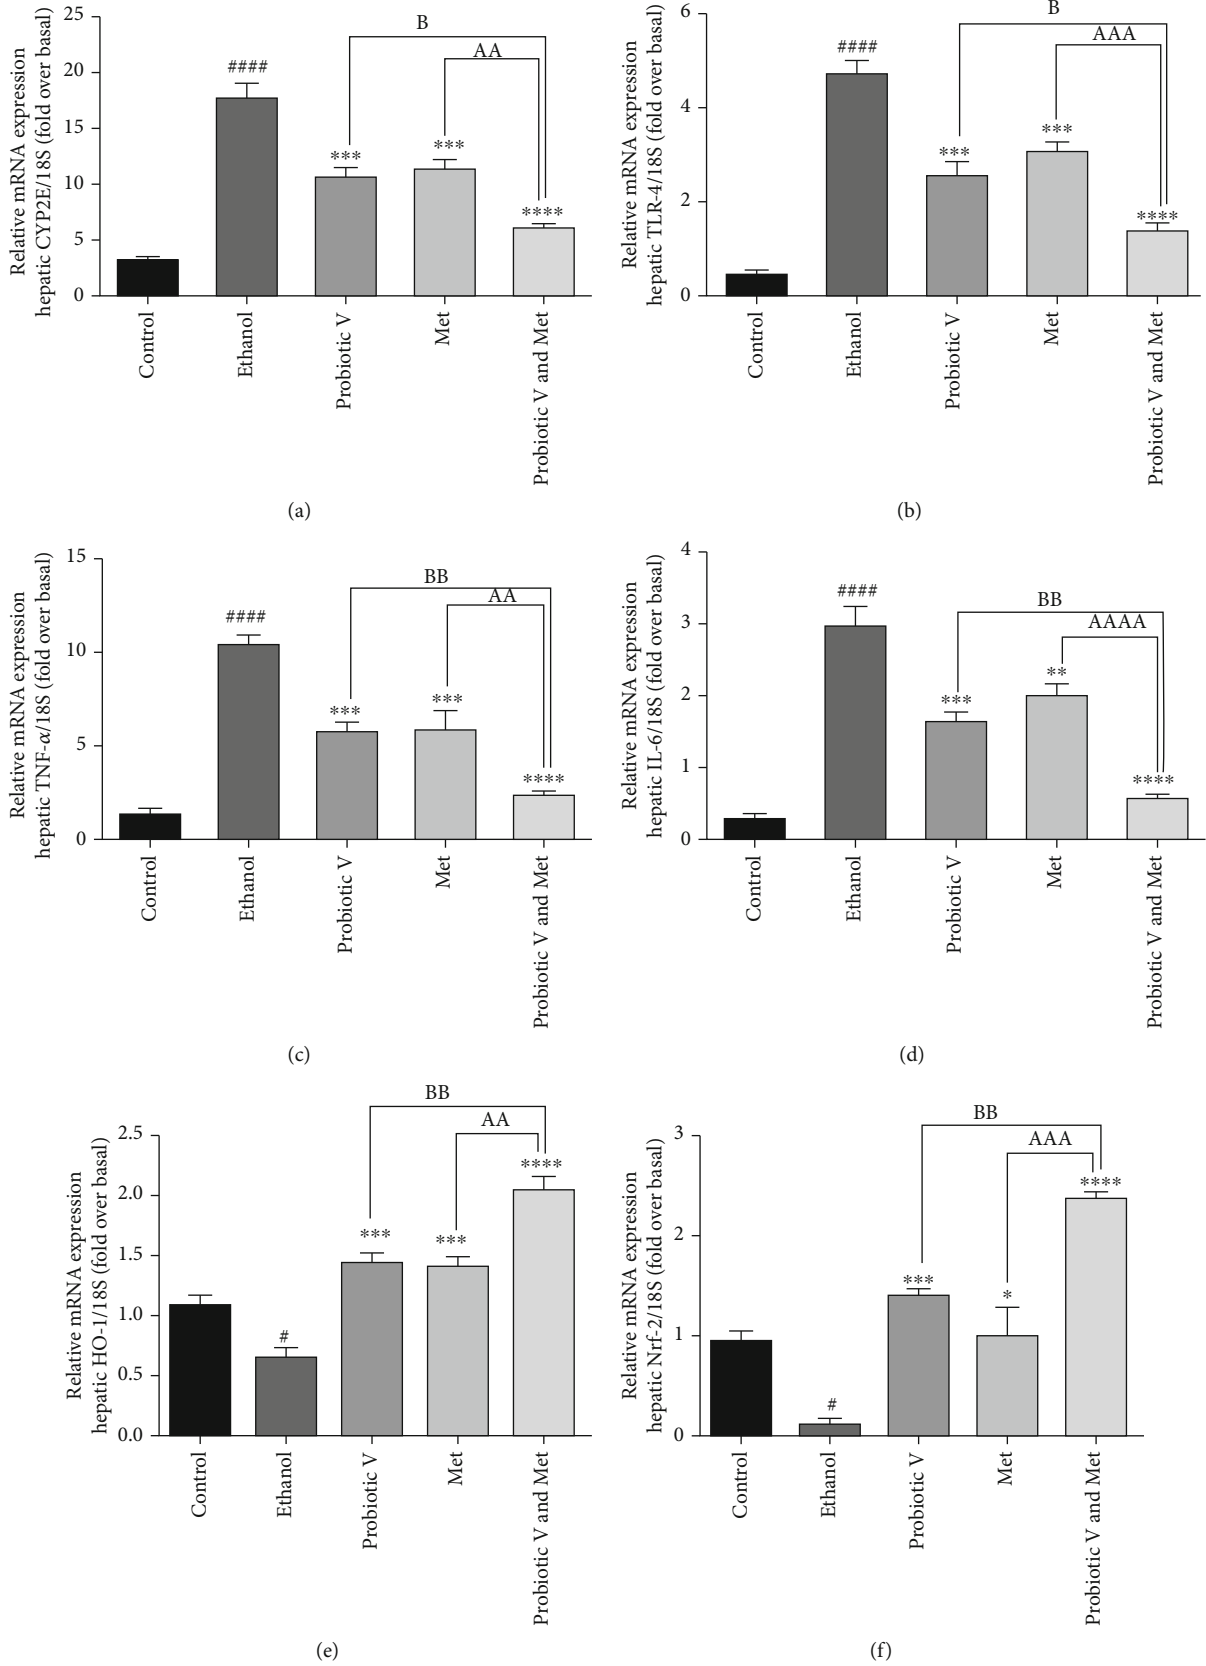 Relative mRNA expression
hepatic CYP2E/18S (fold over basal)
25
20
15
10
5
0
####
***
***
****
B
AA
Control
Ethanol
Probiotic V
Met
Probiotic V and Met
(a)
Relative mRNA expression
hepatic TLR-4/18S (fold over basal)
6
4
2
0
####
***
***
****
B
AAA
Control
Ethanol
Probiotic V
Met
Probiotic V and Met
(b)
Relative mRNA expression
hepatic TNF-α/18S (fold over basal)
15
10
5
0
####
***
***
****
BB
AA
Control
Ethanol
Probiotic V
Met
Probiotic V and Met
(c)
Relative mRNA expression
hepatic IL-6/18S (fold over basal)
4
3
2
1
0
####
***
**
****
BB
AAAA
Control
Ethanol
Probiotic V
Met
Probiotic V and Met
(d)
Relative mRNA expression
hepatic HO-1/18S (fold over basal)
2.5
2.0
1.5
1.0
0.5
0.0
#
***
***
****
BB
AA
Control
Ethanol
Probiotic V
Met
Probiotic V and Met
(e)
Relative mRNA expression
hepatic Nrf-2/18S (fold over basal)
3
2
1
0
#
***
*
****
BB
AAA
Control
Ethanol
Probiotic V
Met
Probiotic V and Met
(f)